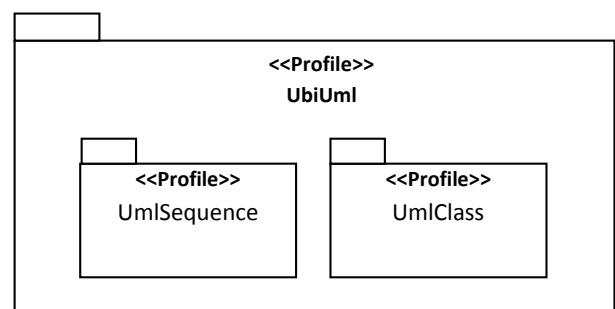 <<Profile>>
UbiUml
<<Profile>>
UmlSequence
<<Profile>>
UmlClass